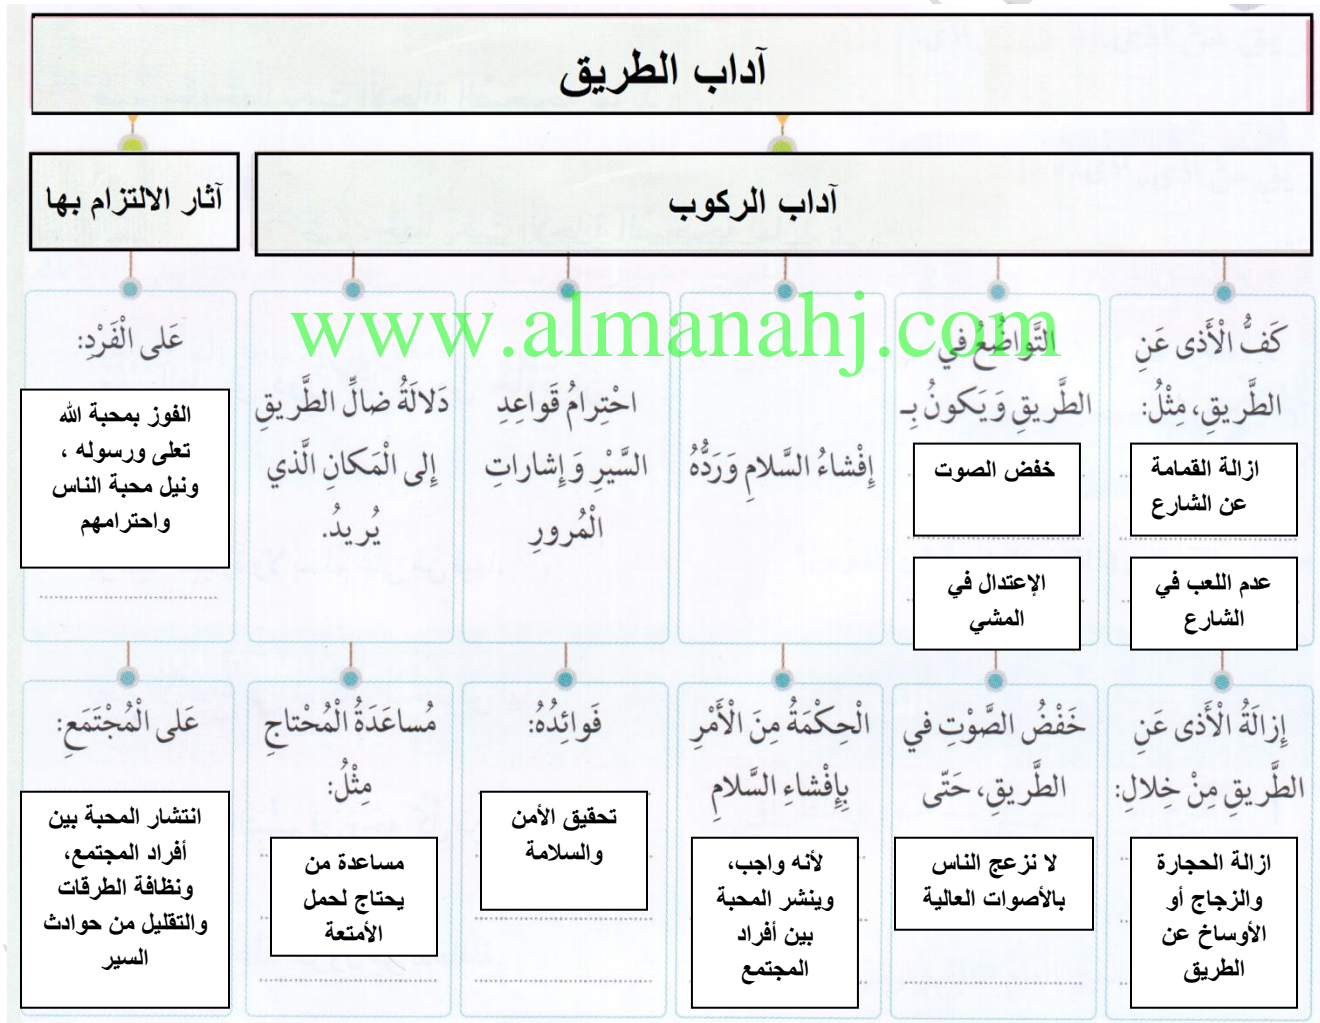 آداب الطريق
آداب الركوب
آثار الالتزام بها
www.almanahj.com
كَفُّ الْأَذى عَنِ
الطَّريقِ، مِثْلُ:
ازالة القمامة
عن الشارع
عدم اللعب في
الشارع
التَّواضُعُ في
الطَّريقِ وَيَكونُ بِـ
خفض الصوت
الإعتدال في
المشي
إِفْشاءُ السَّلامِ وَرَدُّهُ
احْتِرامُ قَواعِدِ
السَّيْرِ وَإِشاراتِ
الْمُرورِ
دَلالَةُ ضالِّ الطَّريقِ
إِلى الْمَكانِ الَّذي
يُريدُ.
عَلى الْفَرْدِ:
الفوز بمحبة الله
تعلى ورسوله ،
ونيل محبة الناس
واحترامهم
إِزالَةُ الْأَذى عَنِ
الطَّريقِ مِنْ خِلالِ:
ازالة الحجارة
والزجاج أو
الأوساخ عن
الطريق
خَفْضُ الصَّوْتِ في
الطَّريقِ، حَتّى
لا نزعج الناس
بالأصوات العالية
الْحِكْمَةُ مِنَ الْأَمْرِ
بِإِفْشاءِ السَّلامِ
لأنه واجب،
وينشر المحبة
بين أفراد
المجتمع
فَوائِدُهُ:
تحقيق الأمن
والسلامة
مُساعَدَةُ الْمُحْتاجِ
مِثْلُ:
مساعدة من
يحتاج لحمل
الأمتعة
عَلى الْمُجْتَمَعِ:
انتشار المحبة بين
أفراد المجتمع،
ونظافة الطرقات
والتقليل من حوادث
السير